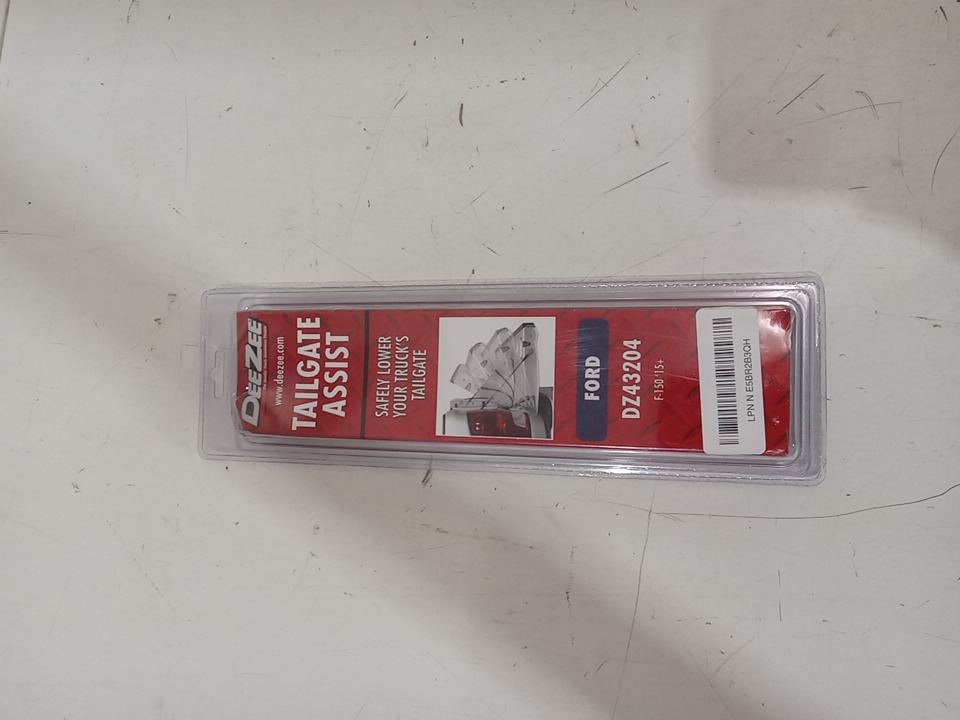 DEEZEE
www.deezee.com
TAILGATE
ASSIST
SAFELY LOWER
YOUR TRUCK'S
TAILGATE
FORD
DZ43204
F-150 '15+
LPN N E5BR2B3QH